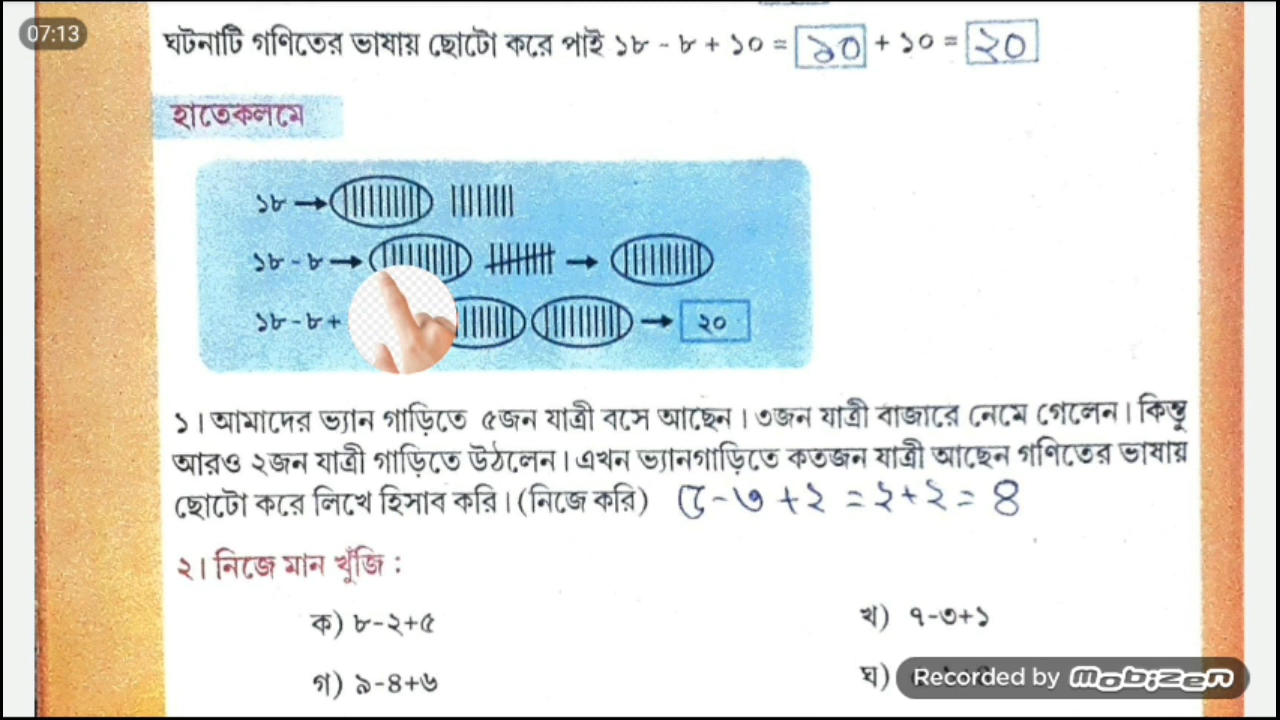 07:13
ঘটনাটি গণিতের ভাষায় ছোটো করে পাই ১৮ - ৮ + ১০ = ১০ + ১০ = ২০
হাতেকলমে
১৮ →
১৮ - ৮ → →
১৮ - ৮ + → ২০
১। আমাদের ভ্যান গাড়িতে ৫জন যাত্রী বসে আছেন। ৩জন যাত্রী বাজারে নেমে গেলেন। কিন্তু
আরও ২জন যাত্রী গাড়িতে উঠলেন। এখন ভ্যানগাড়িতে কতজন যাত্রী আছেন গণিতের ভাষায়
ছোটো করে লিখে হিসাব করি। (নিজে করি) ৫-৩+২ = ২+২ = ৪
২। নিজে মান খুঁজি :
ক) ৮-২+৫ খ) ৭-৩+১
গ) ৯-৪+৬ ঘ)
Recorded by mobizen